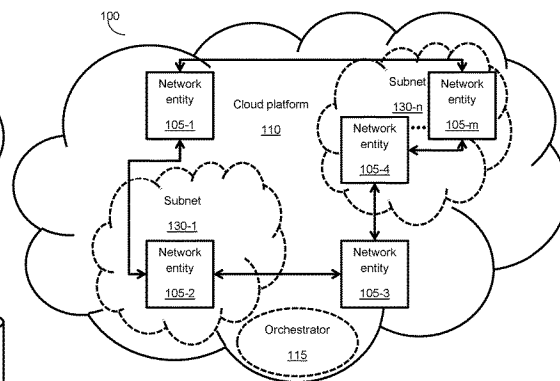 100
Network
entity
105-1
Cloud platform
110
Subnet
130-n
Network
entity
105-m
Network
entity
105-4
Subnet
130-1
Network
entity
105-2
Network
entity
105-3
Orchestrator
115